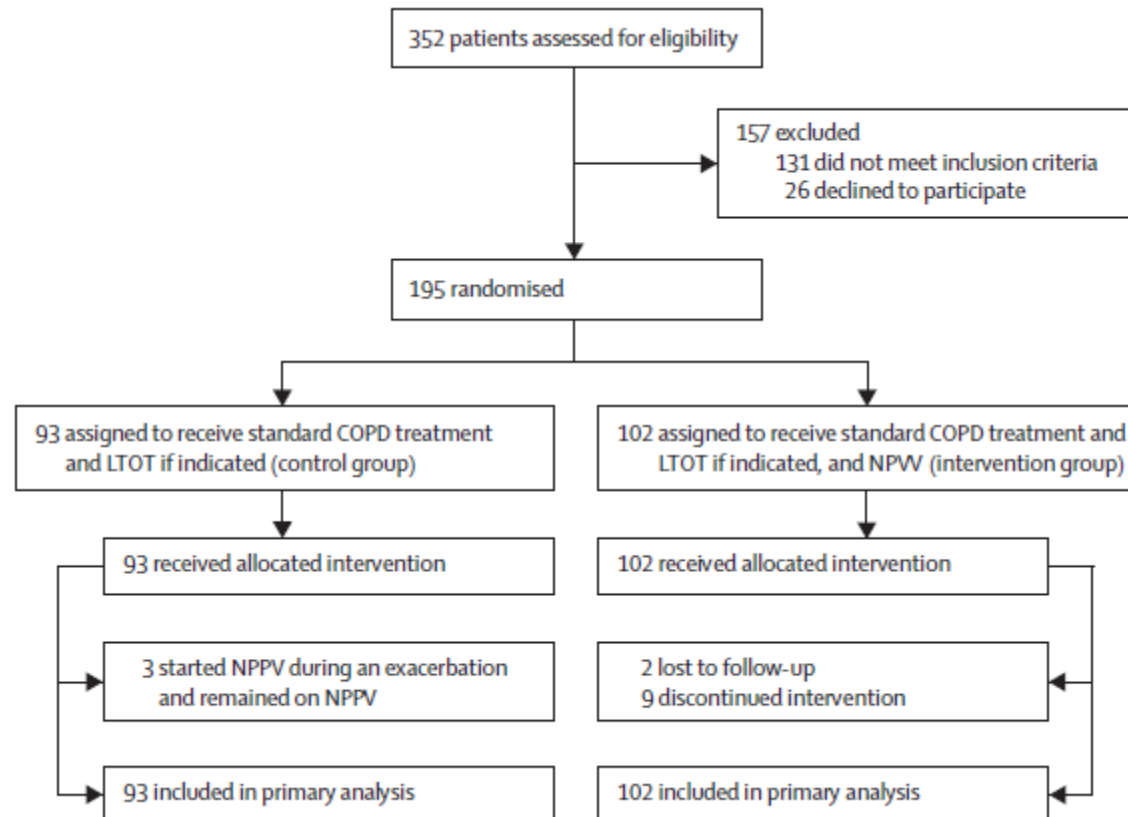 352 patients assessed for eligibility
157 excluded
131 did not meet inclusion criteria
26 declined to participate
195 randomised
93 assigned to receive standard COPD treatment
and LTOT if indicated (control group)
102 assigned to receive standard COPD treatment and
LTOT if indicated, and NPVV (intervention group)
93 received allocated intervention
102 received allocated intervention
3 started NPPV during an exacerbation
and remained on NPPV
2 lost to follow-up
9 discontinued intervention
93 included in primary analysis
102 included in primary analysis